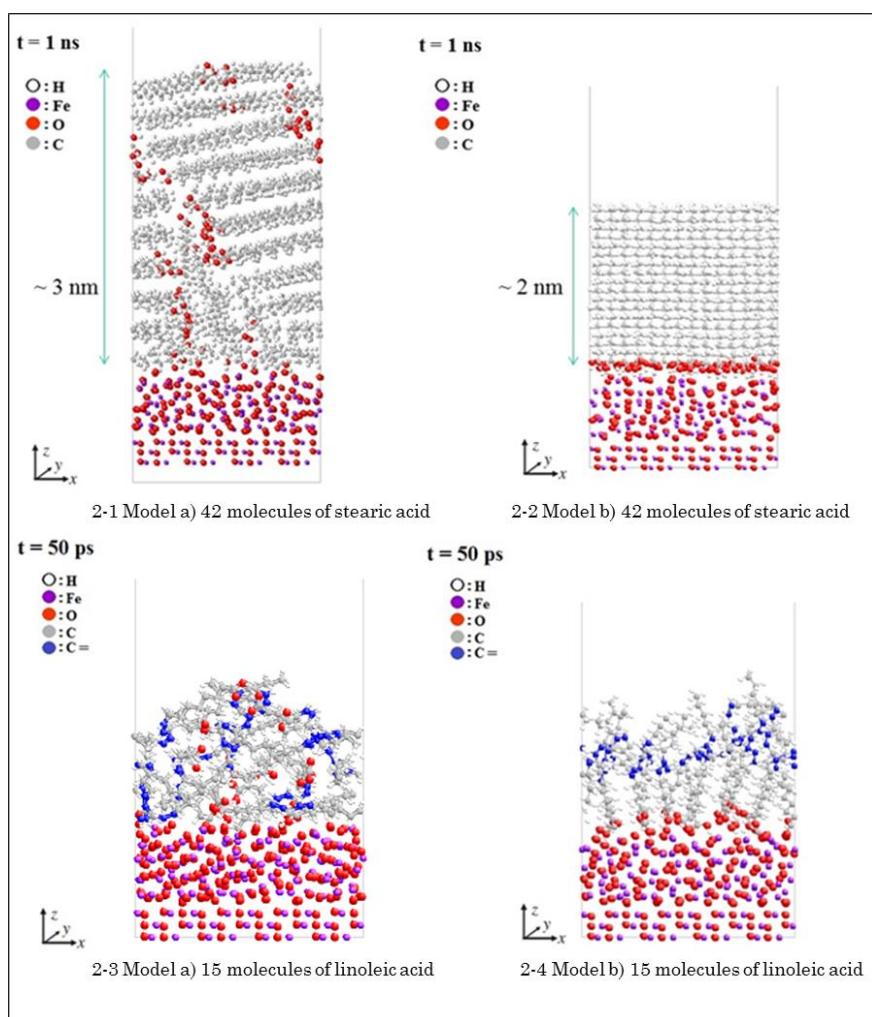 t = 1 ns
: H
: Fe
: O
: C
~ 3 nm
z
y
x
2-1 Model a) 42 molecules of stearic acid
t = 1 ns
: H
: Fe
: O
: C
~ 2 nm
z
y
x
2-2 Model b) 42 molecules of stearic acid
t = 50 ps
: H
: Fe
: O
: C
: C =
z
y
x
2-3 Model a) 15 molecules of linoleic acid
t = 50 ps
: H
: Fe
: O
: C
: C =
z
y
x
2-4 Model b) 15 molecules of linoleic acid